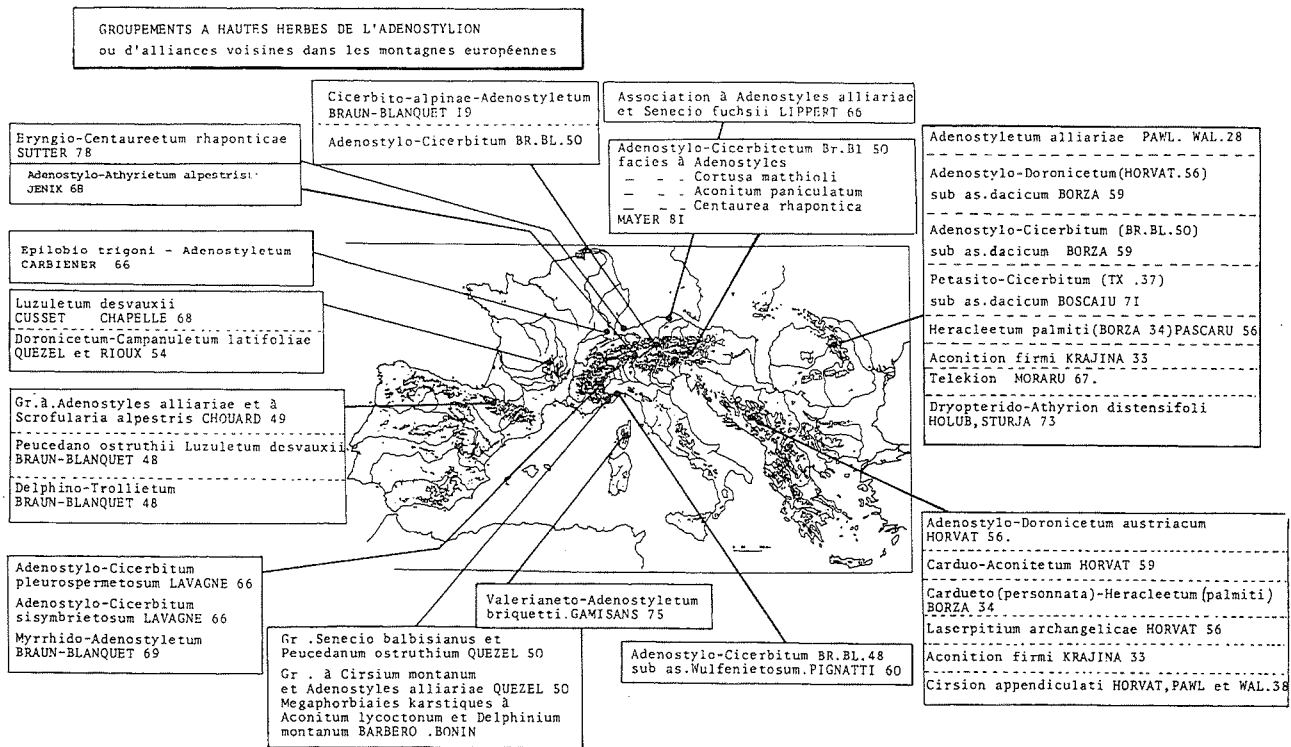 GROUPEMENTS A HAUTES HERBES DE L'ADENOSTYLION
ou d'alliances voisines dans les montagnes européennes
Cicerbito-alpinae-Adenostyletum
BRAUN-BLANQUET I9
Adenostylo-Cicerbitum BR.BL.50
Association à Adenostyles alliariae
et Senecio fuchsii LIPPERT 66
Eryngio-Centaureetum rhaponticae
SUTTER 78
Adenostylo-Athyrietum alpestris
JENIX 68
Adenostylo-Cicerbitetum Br.Bl 50
facies à Adenostyles
— — Cortusa matthioli
— — Aconitum paniculatum
— — Centaurea rhapontica
MAYER 8I
Adenostyletum alliariae PAWL. WAL.28
Adenostylo-Doronicetum(HORVAT.56)
sub as.dacicum BORZA 59
Adenostylo-Cicerbitum (BR.BL.50)
sub as.dacicum BORZA 59
Petasito-Cicerbitum (TX .37)
sub as.dacicum BOSCAIU 7I
Heracleetum palmiti(BORZA 34)PASCARU 56
Aconition firmi KRAJINA 33
Telekion MORARU 67.
Dryopterido-Athyrion distensifoli
HOLUB,STURJA 73
Epilobio trigoni - Adenostyletum
CARBIENER 66
Luzuletum desvauxii
CUSSET CHAPELLE 68
Doronicetum-Campanuletum latifoliae
QUEZEL et RIOUX 54
Gr.à.Adenostyles alliariae et à
Scrofularia alpestris CHOUARD 49
Peucedano ostruthii Luzuletum desvauxii
BRAUN-BLANQUET 48
Delphino-Trollietum
BRAUN-BLANQUET 48
Adenostylo-Cicerbitum
pleurospermetosum LAVAGNE 66
Adenostylo-Cicerbitum
sisymbrietosum LAVAGNE 66
Myrrhido-Adenostyletum
BRAUN-BLANQUET 69
Gr .Senecio balbisianus et
Peucedanum ostruthium QUEZEL 50
Gr . à Cirsium montanum
et Adenostyles alliariae QUEZEL 50
Megaphorbiaies karstiques à
Aconitum lycoctonum et Delphinium
montanum BARBERO .BONIN
Valerianeto-Adenostyletum
briquetti.GAMISANS 75
Adenostylo-Cicerbitum BR.BL.48
sub as.Wulfenietosum.PIGNATTI 60
Adenostylo-Doronicetum austriacum
HORVAT 56.
Carduo-Aconitetum HORVAT 59
Cardueto(personnata)-Heracleetum(palmiti)
BORZA 34
Laserpitium archangelicae HORVAT 56
Aconition firmi KRAJINA 33
Cirsion appendiculati HORVAT,PAWL et WAL.38